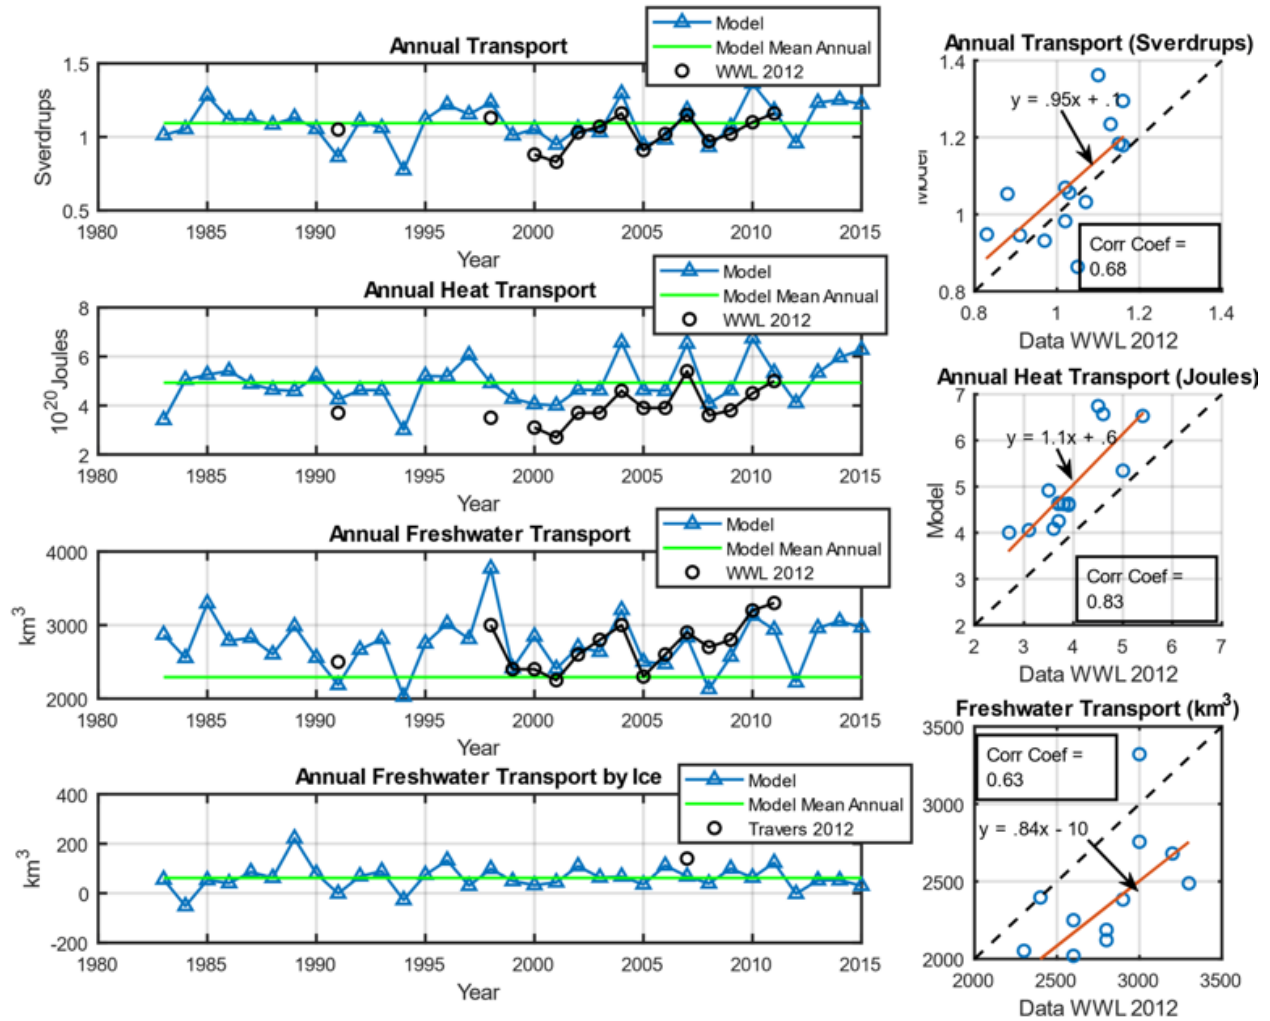 Annual Transport
Model
Model Mean Annual
WWL 2012
Sverdrups
1.5
1
0.5
1980 1985 1990 1995 2000 2005 2010 2015
Year
Annual Heat Transport
Model
Model Mean Annual
WWL 2012
10^20 Joules
8
6
4
2
1980 1985 1990 1995 2000 2005 2010 2015
Year
Annual Freshwater Transport
Model
Model Mean Annual
WWL 2012
km^3
4000
3000
2000
1980 1985 1990 1995 2000 2005 2010 2015
Year
Annual Freshwater Transport by Ice
Model
Model Mean Annual
Travers 2012
km^3
400
200
0
-200
1980 1985 1990 1995 2000 2005 2010 2015
Year
Annual Transport (Sverdrups)
y = .95x + .1
Model
1.4
1.2
1
0.8
Corr Coef =
0.68
0.8 1 1.2 1.4
Data WWL 2012
Annual Heat Transport (Joules)
y = 1.1x + .6
Model
7
6
5
4
3
2
Corr Coef =
0.83
2 3 4 5 6 7
Data WWL 2012
Freshwater Transport (km^3)
Corr Coef =
0.63
y = .84x - 10
3500
3000
2500
2000
2000 2500 3000 3500
Data WWL 2012